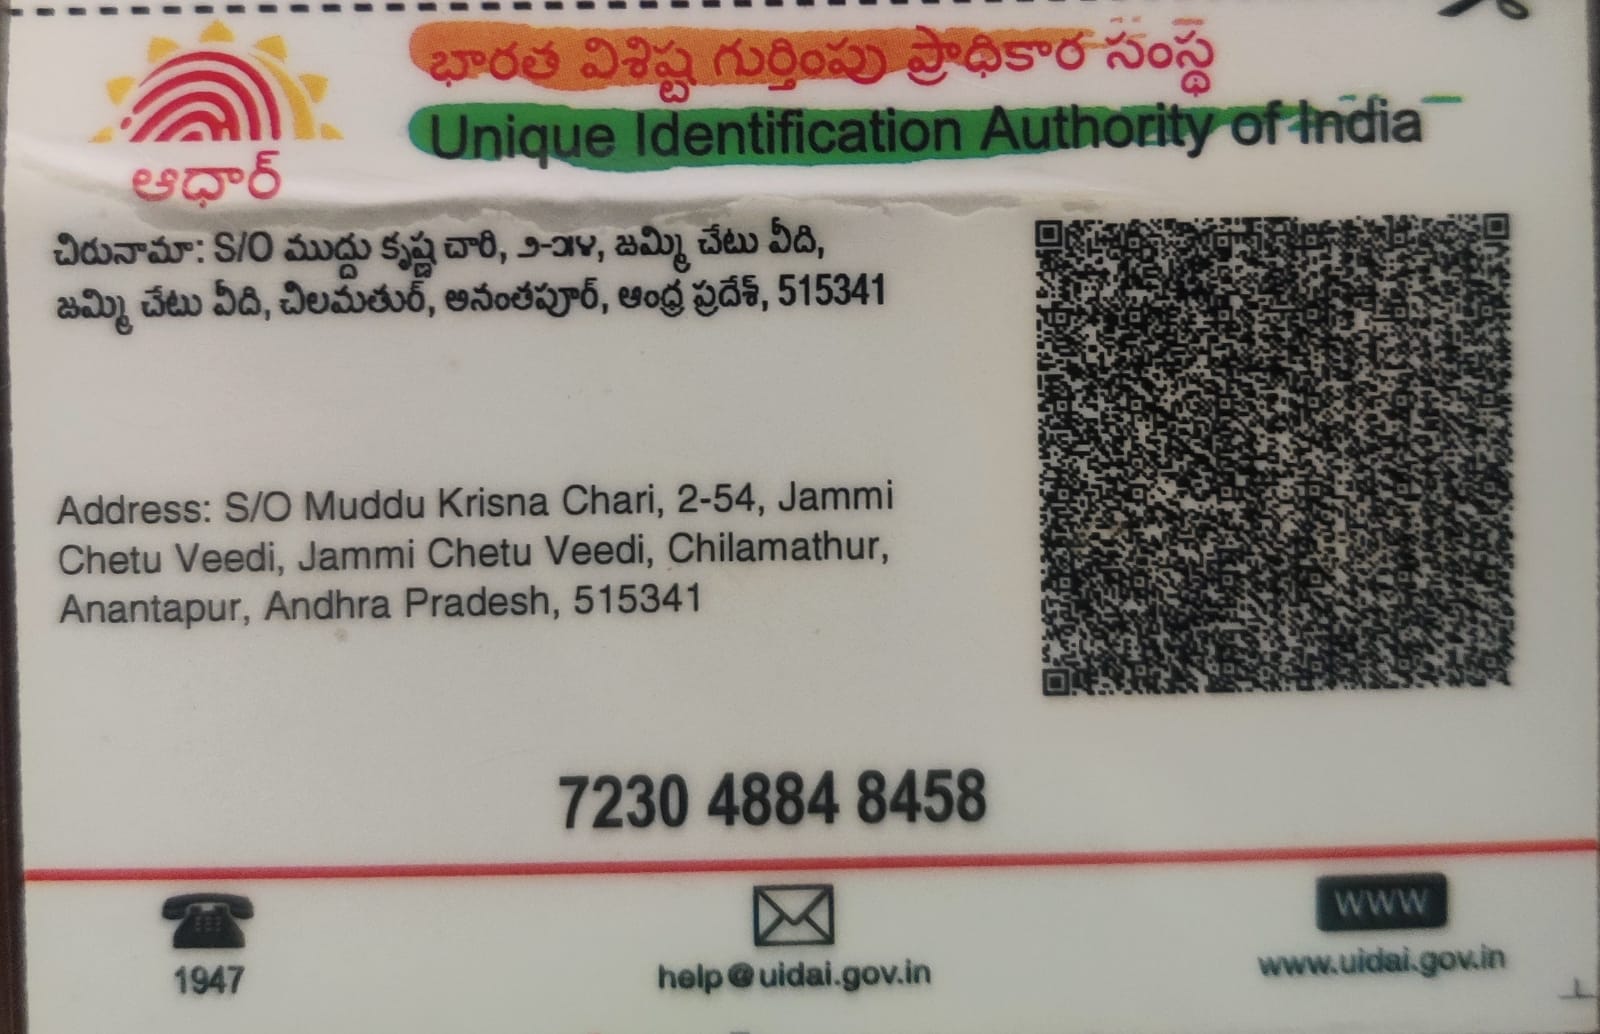 భారత విశిష్ట గుర్తింపు ప్రాధికార సంస్థ
Unique Identification Authority of India
ఆధార్
చిరునామా: S/O ముద్దు కృష్ణ చారి, ౨-౫౪, జమ్మి చేటు వీది,
జమ్మి చేటు వీది, చిలమతుర్, అనంతపూర్, ఆంధ్ర ప్రదేశ్, 515341
Address: S/O Muddu Krisna Chari, 2-54, Jammi
Chetu Veedi, Jammi Chetu Veedi, Chilamathur,
Anantapur, Andhra Pradesh, 515341
7230 4884 8458
WWW
1947
help@uidai.gov.in
www.uidai.gov.in